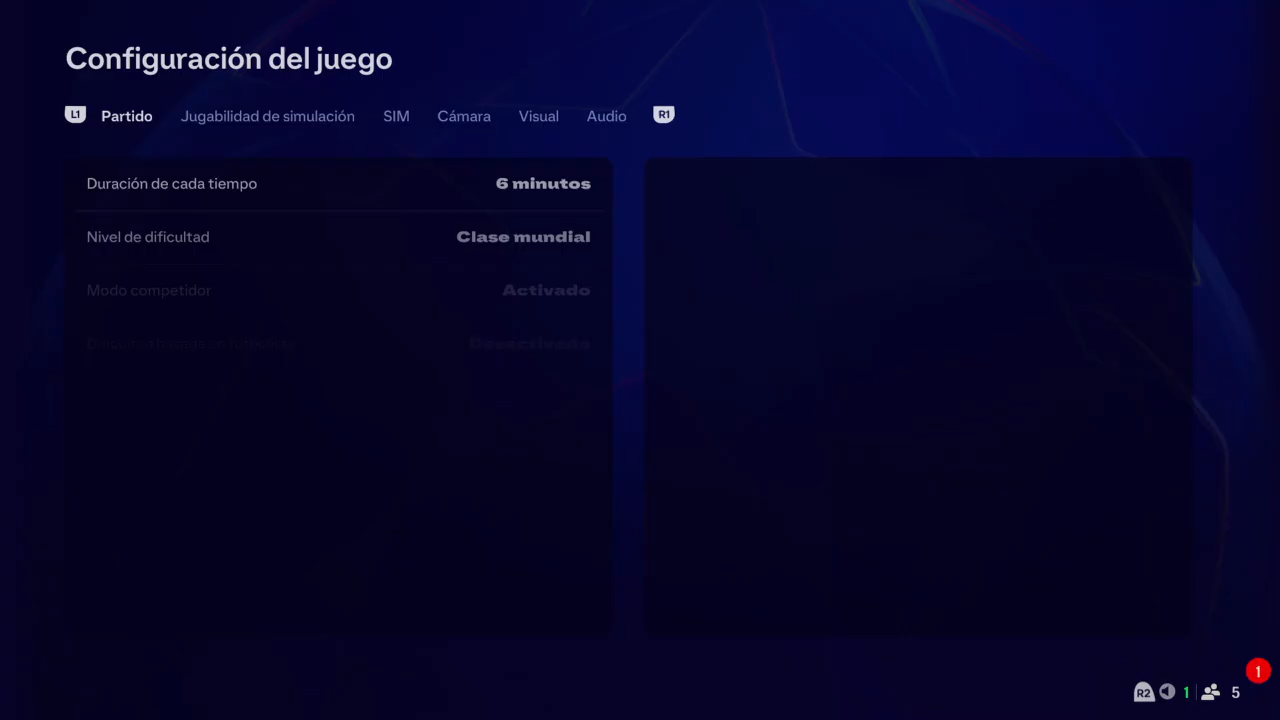 Configuración del juego
L1 Partido Jugabilidad de simulación SIM Cámara Visual Audio R1
Duración de cada tiempo 6 minutos
Nivel de dificultad Clase mundial
Modo competidor Activado
Desactivado
1
R2 1 5